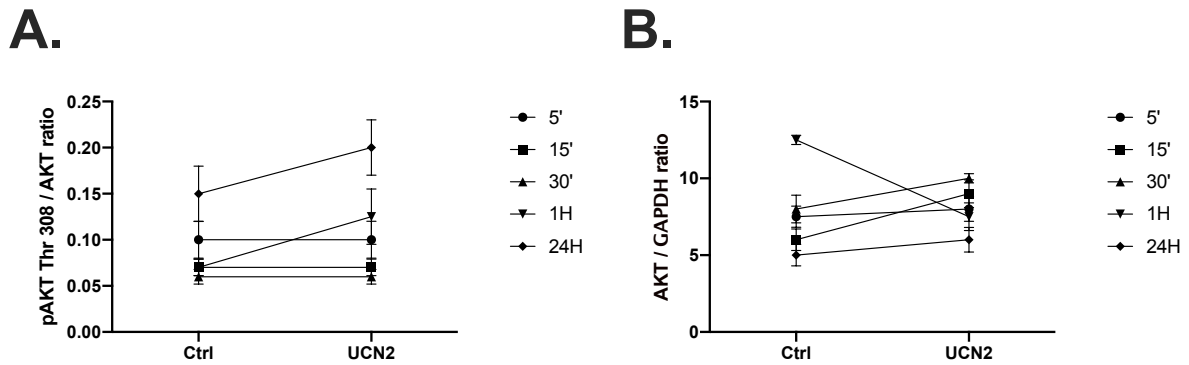 A.
pAKT Thr 308 / AKT ratio
0.25
0.20
0.15
0.10
0.05
0.00
Ctrl
UCN2
5'
15'
30'
1H
24H
B.
AKT / GAPDH ratio
15
10
5
0
Ctrl
UCN2
5'
15'
30'
1H
24H